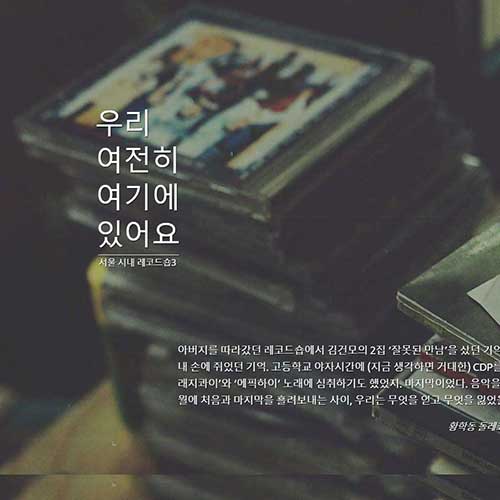 우리
여전히
여기에
있어요
서울 시내 레코드숍3
아버지를 따라갔던 레코드숍에서 김건모의 2집 '잘못된 만남'을 샀던 기억
내 손에 쥐었던 기억. 고등학교 야자시간에 (지금 생각하면 거대한) CDP를
래지콰이'와 '에픽하이' 노래에 심취하기도 했었지. 마지막이었다. 음악을
월에 처음과 마지막을 흘려보내는 사이, 우리는 무엇을 얻고 무엇을 잃었을
황학동 돌레코